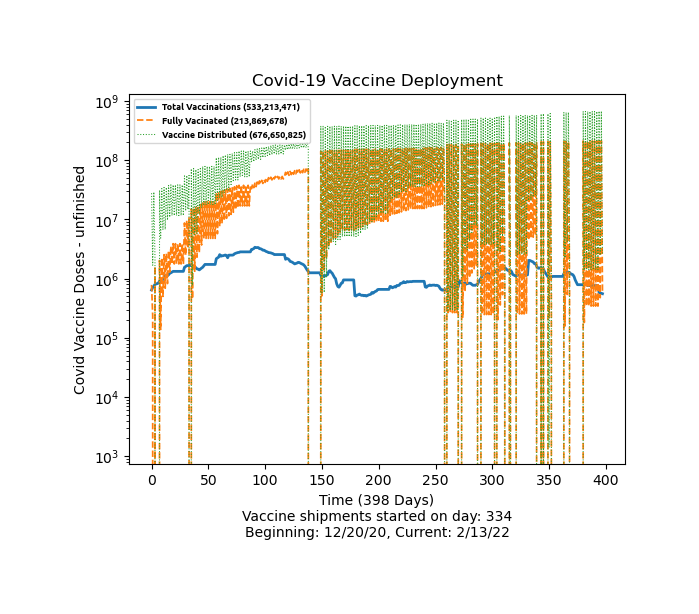 Covid-19 Vaccine Deployment
Total Vaccinations (533,213,471)
Fully Vacinated (213,869,678)
Vaccine Distributed (676,650,825)
Covid Vaccine Doses - unfinished
10⁹
10⁸
10⁷
10⁶
10⁵
10⁴
10³
0 50 100 150 200 250 300 350 400
Time (398 Days)
Vaccine shipments started on day: 334
Beginning: 12/20/20, Current: 2/13/22